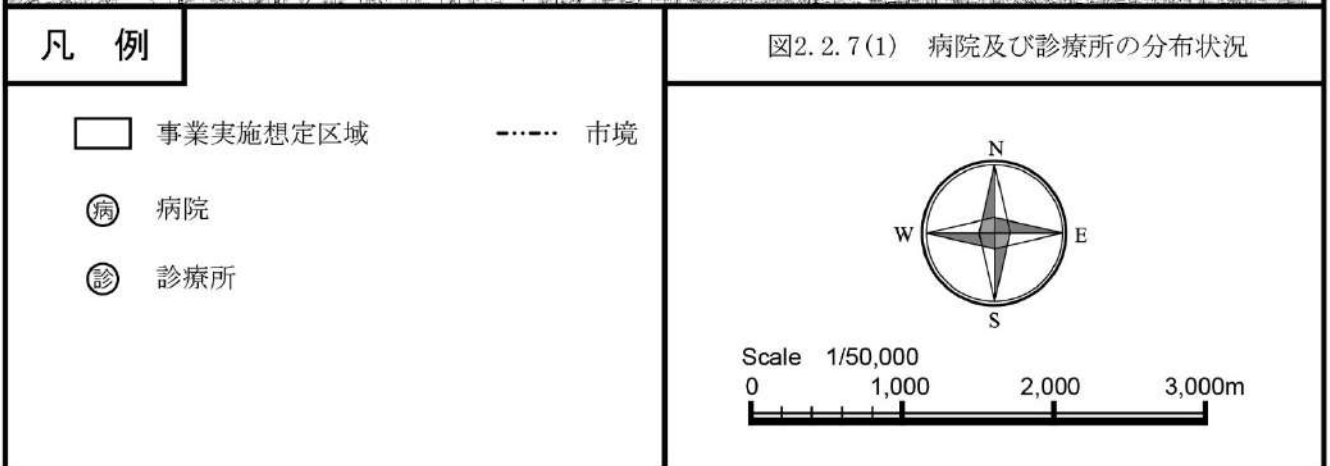 凡 例
図2.2.7(1) 病院及び診療所の分布状況
事業実施想定区域
市境
病 病院
診 診療所
N
W
E
S
Scale 1/50,000
0 1,000 2,000 3,000m